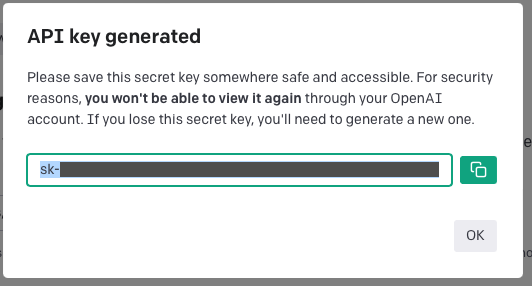 API key generated
Please save this secret key somewhere safe and accessible. For security
reasons, you won't be able to view it again through your OpenAI
account. If you lose this secret key, you'll need to generate a new one.
sk-
OK